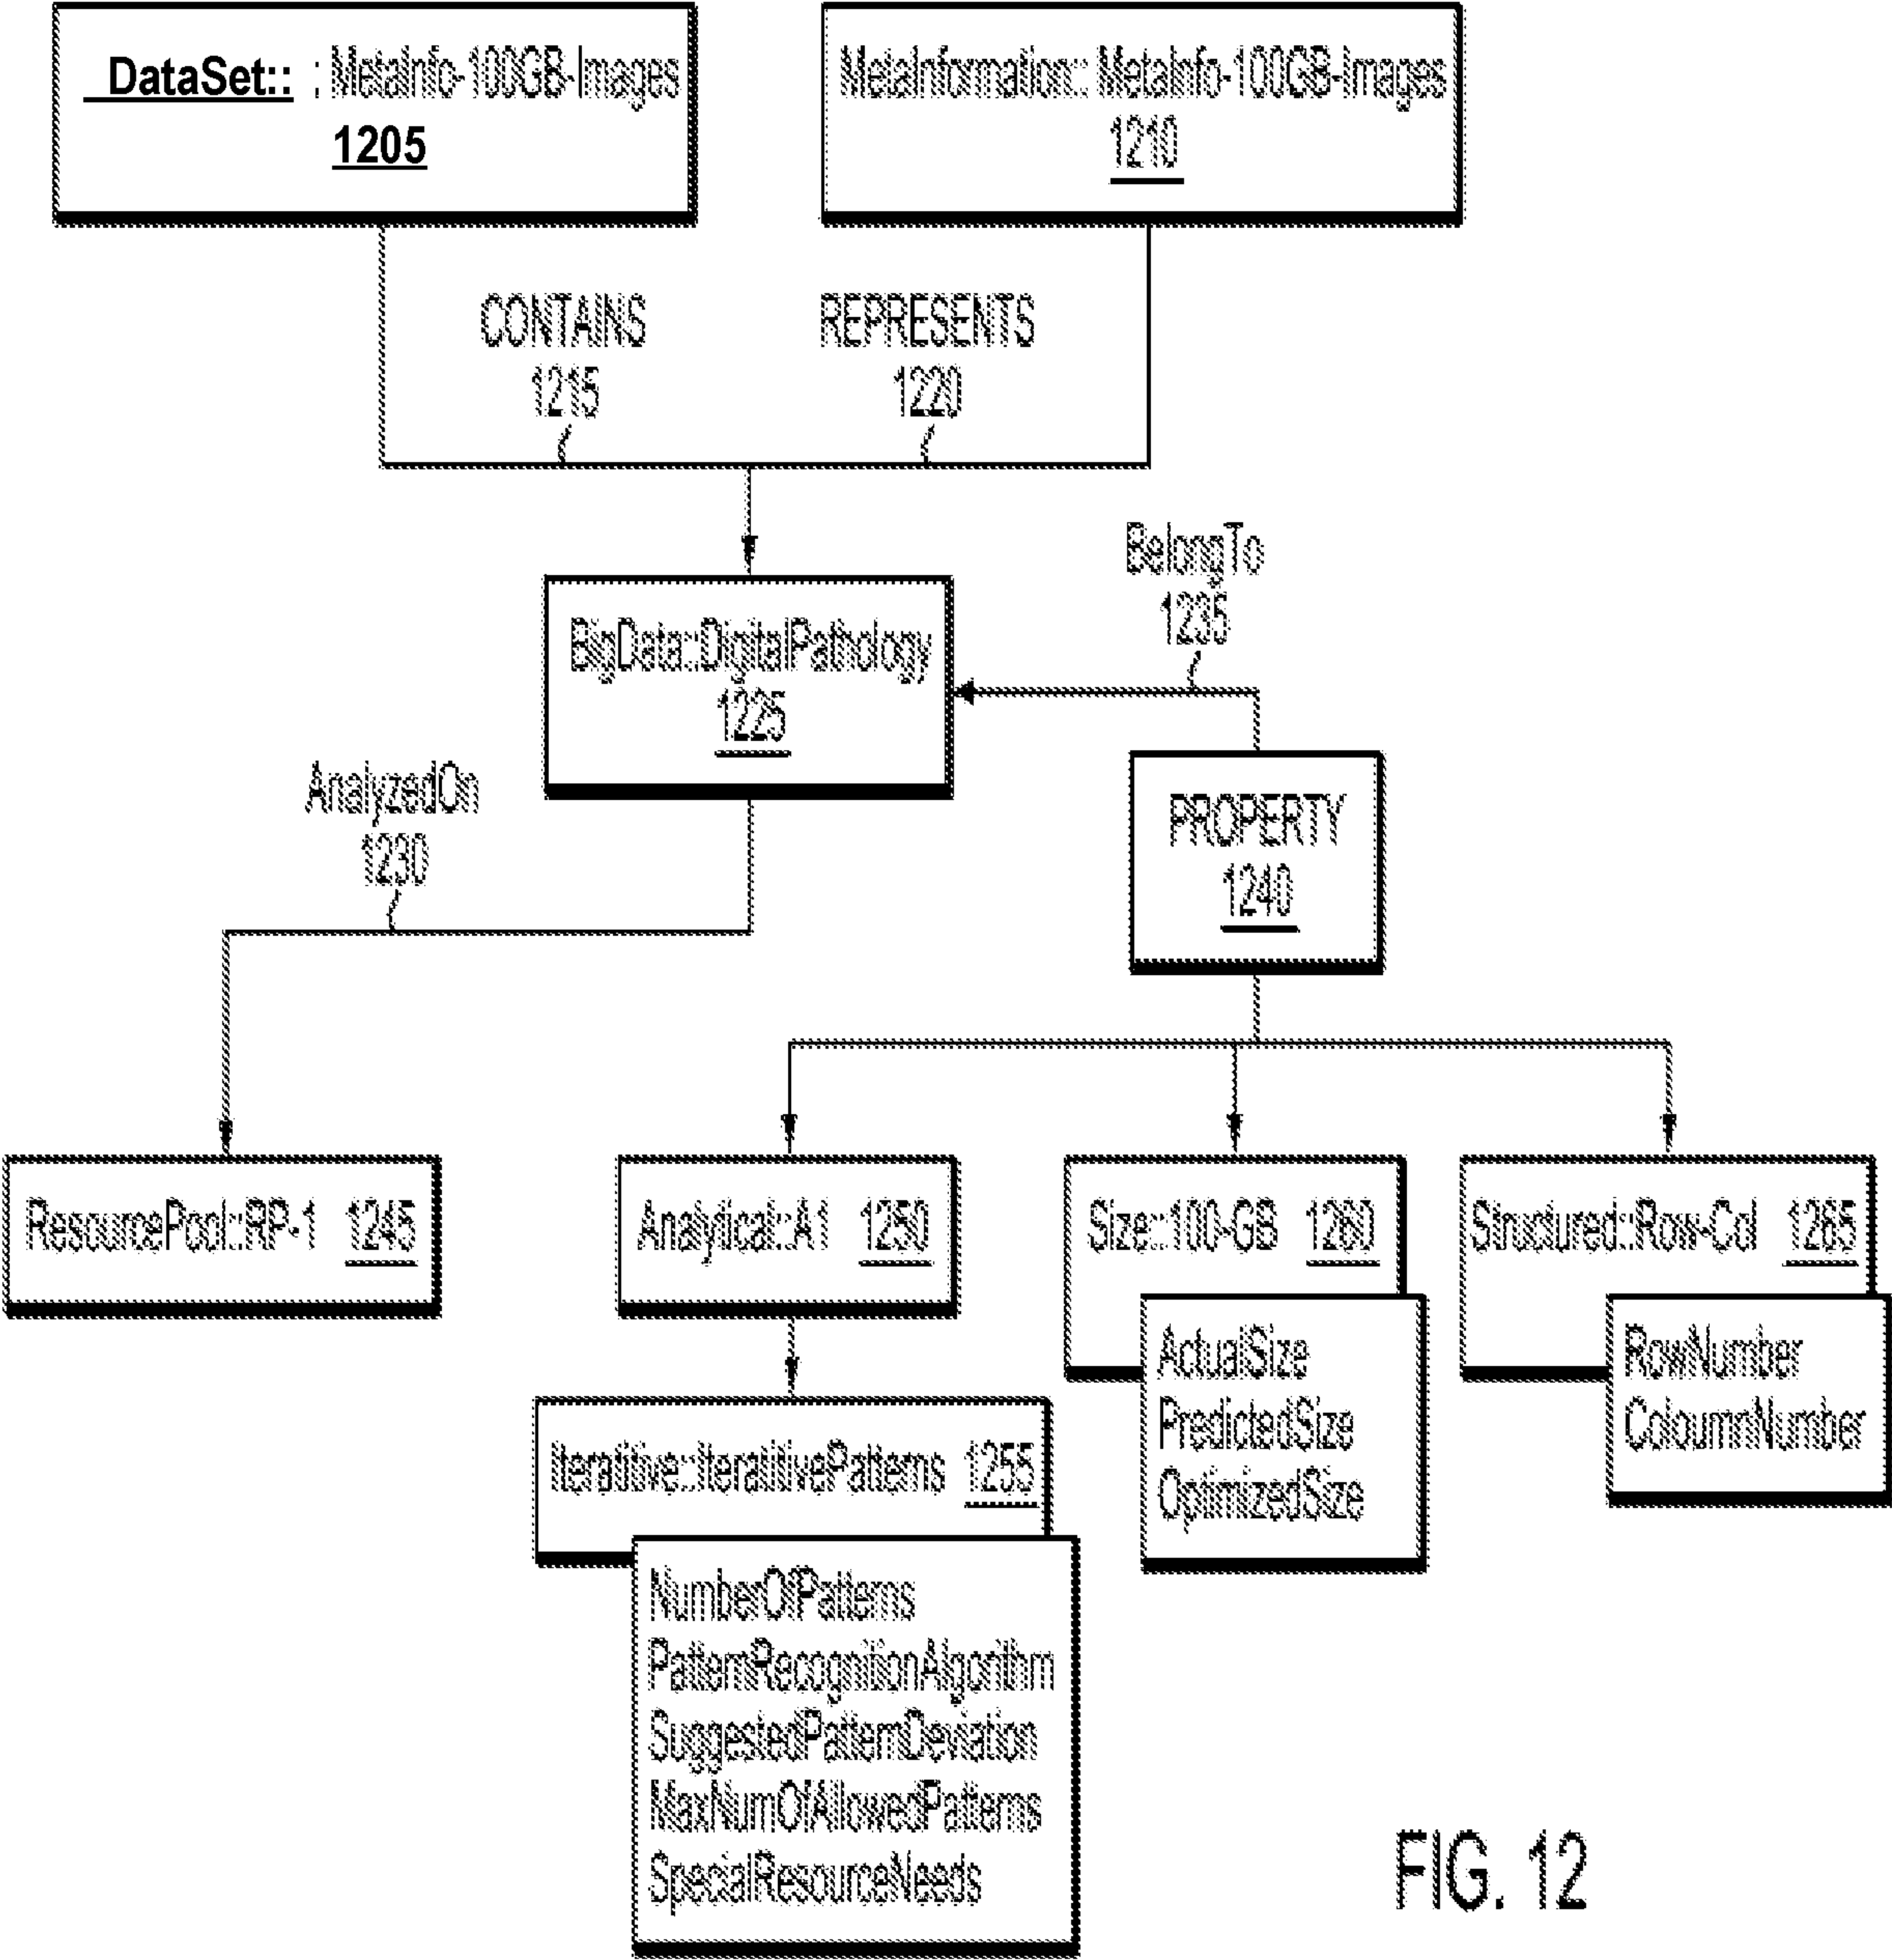 DataSet:: : MetaInfo-100GB-Images
1205
MetaInformation:: MetaInfo-100GB-Images
1210
CONTAINS
1215
REPRESENTS
1220
BelongTo
1235
BigData::DigitalPathology
1225
AnalyzedOn
1230
PROPERTY
1240
ResourcePool::RP-1 1245
Analytical::A1 1250
Size::100-GB 1260
Structured::Row-Col 1265
ActualSize
PredictedSize
OptimizedSize
RowNumber
ColoumnNumber
Iteratitive::IteratitivePatterns 1255
NumberOfPatterns
PatternRecognitionAlgorithm
SuggestedPatternDeviation
MaxNumOfAllowedPatterns
SpecialResourceNeeds
FIG. 12